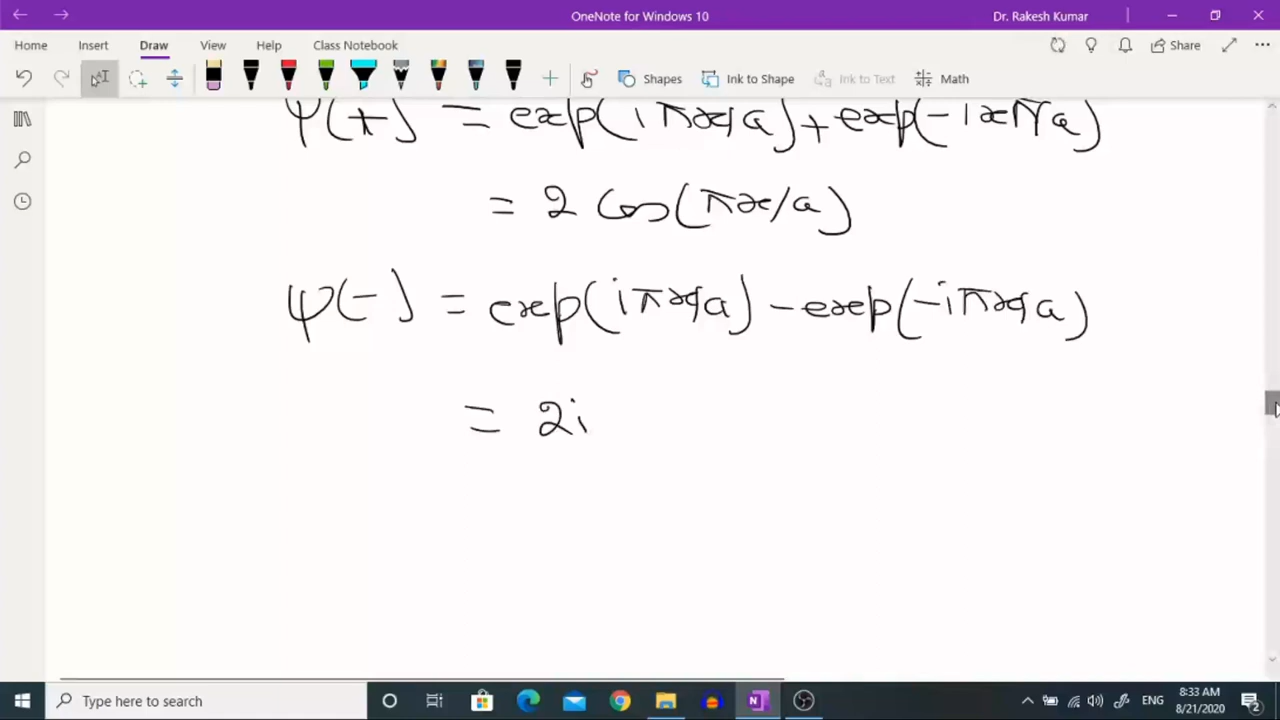 OneNote for Windows 10
Dr. Rakesh Kumar
Home Insert Draw View Help Class Notebook
Share
Shapes Ink to Shape Ink to Text Math
ψ(+) = exp(iπx/a) + exp(-ixπ/a)
= 2 Cos(πx/a)
ψ(-) = exp(iπx/a) - exp(-iπx/a)
= 2i
Type here to search
ENG
8:33 AM
8/21/2020
2